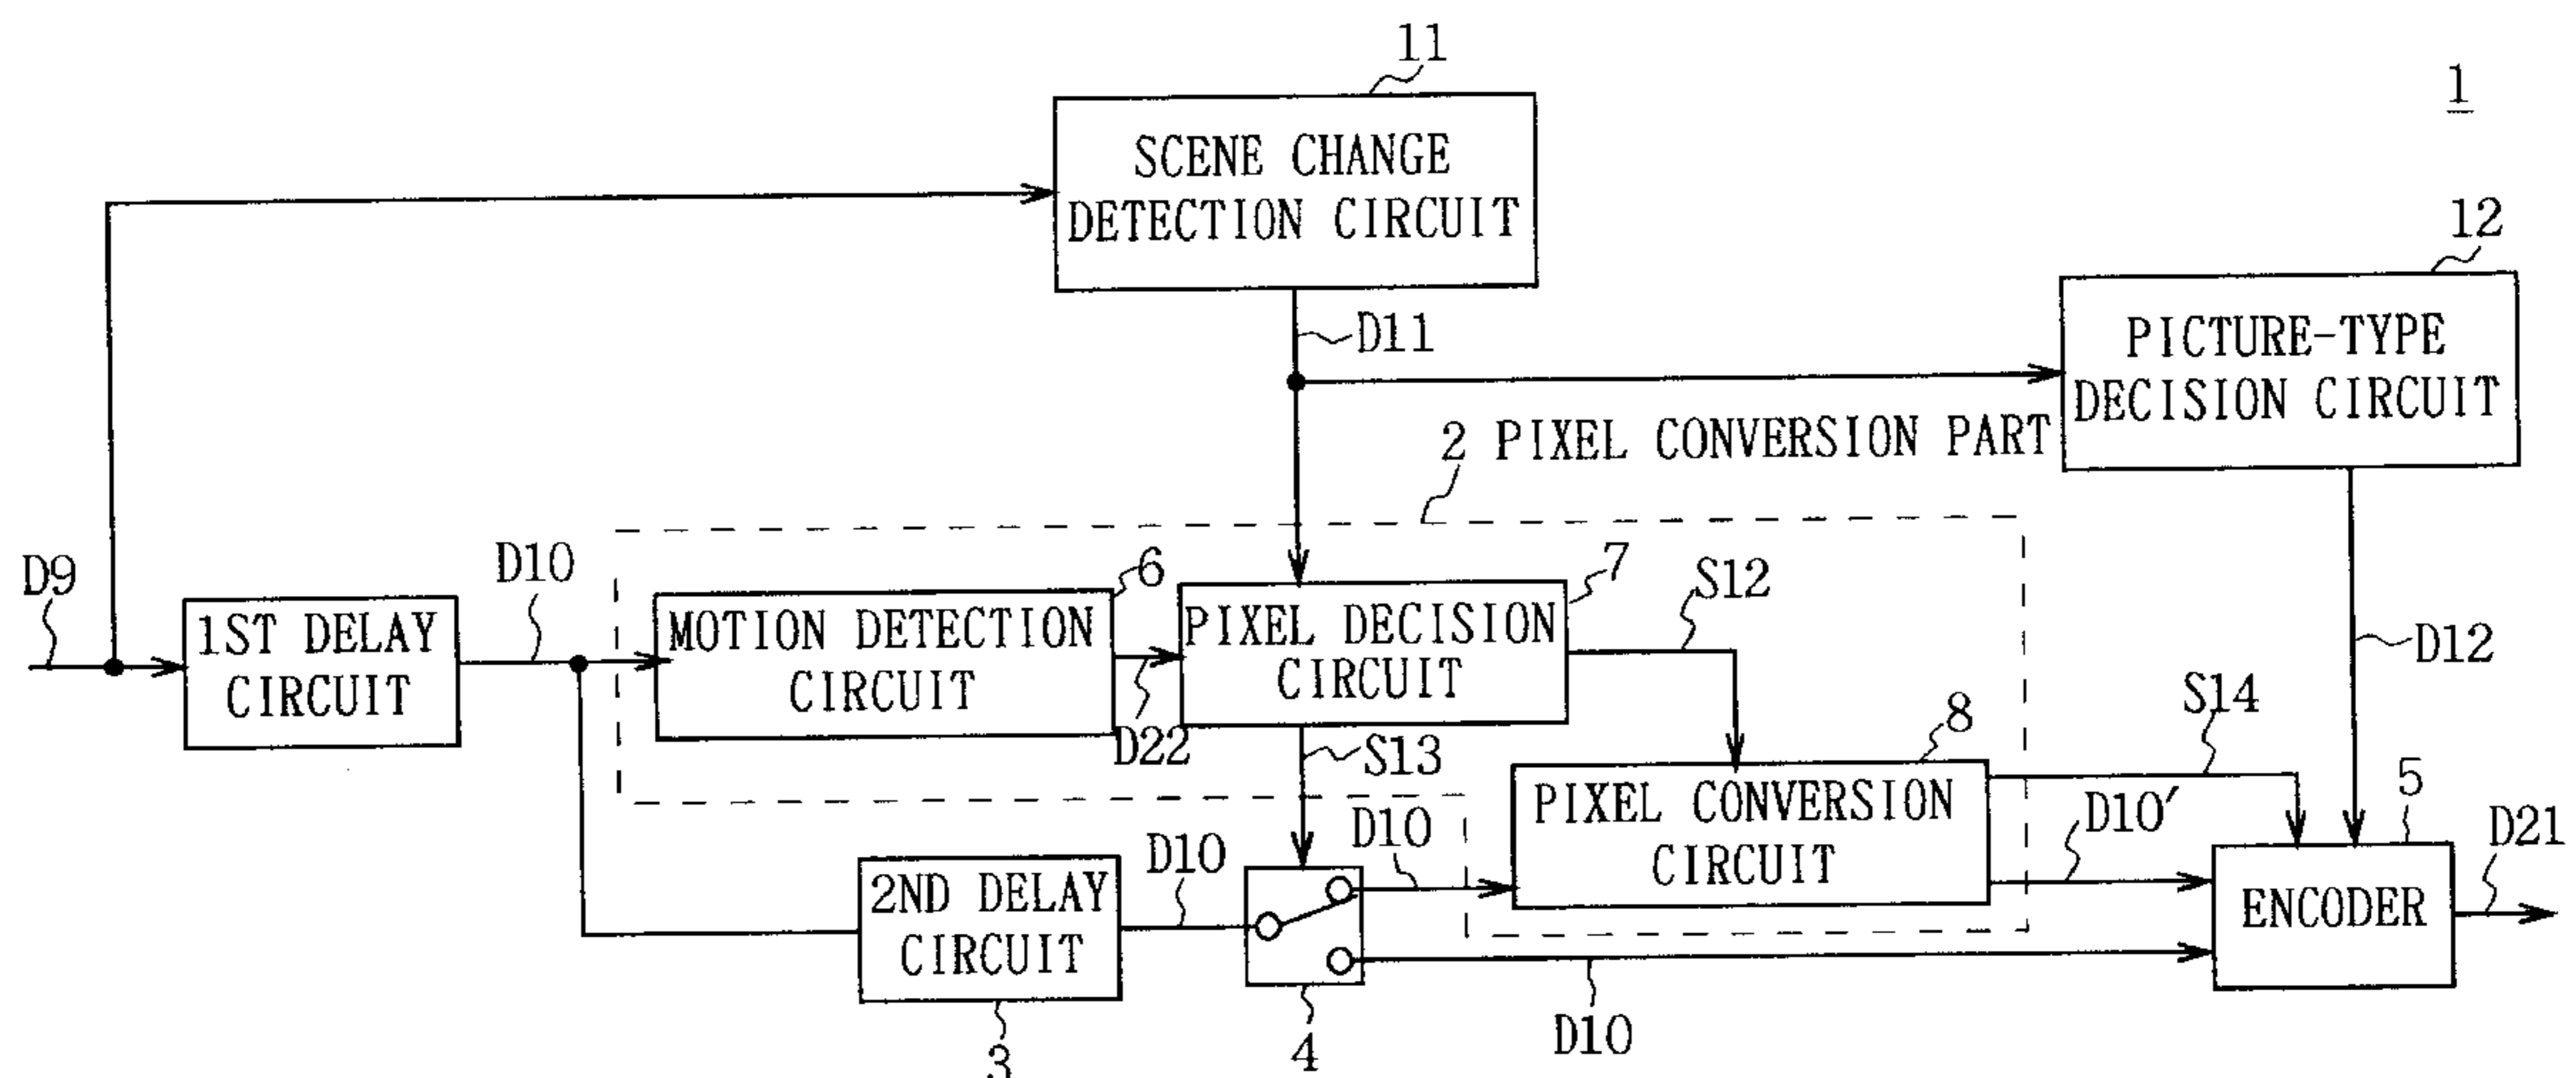 11
1
SCENE CHANGE
DETECTION CIRCUIT
12
D11
PICTURE-TYPE
DECISION CIRCUIT
2 PIXEL CONVERSION PART
D9
D10
6
7
S12
1ST DELAY
CIRCUIT
MOTION DETECTION
CIRCUIT
PIXEL DECISION
CIRCUIT
D12
D22
S13
8
S14
PIXEL CONVERSION
CIRCUIT
5
D10
D10
D10′
D21
2ND DELAY
CIRCUIT
ENCODER
3
4
D10